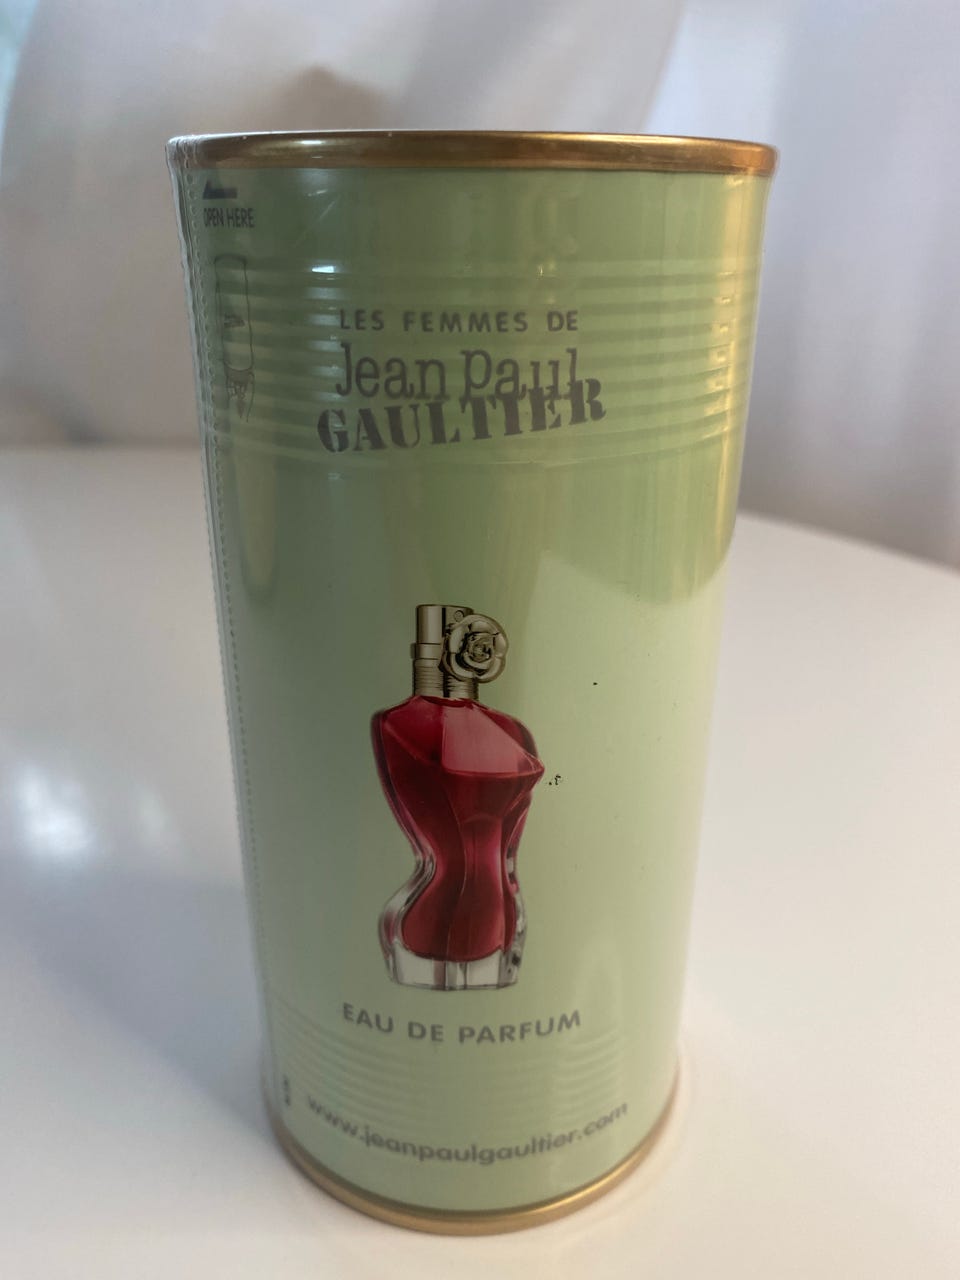 OPEN HERE
LES FEMMES DE
Jean Paul
GAULTIER
EAU DE PARFUM
www.jeanpaulgaultier.com